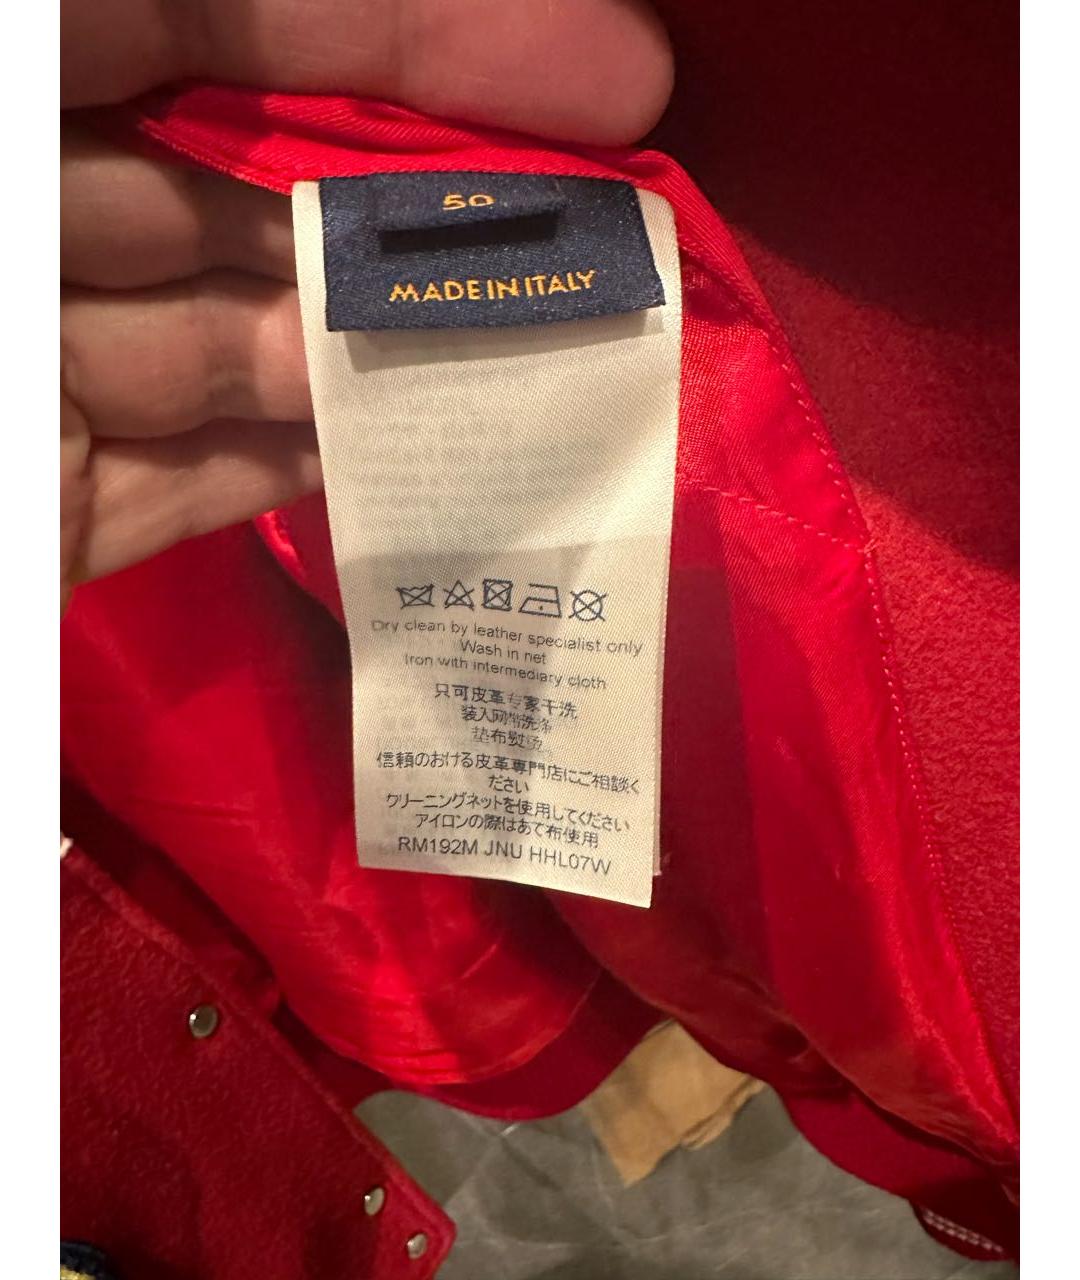 50
MADE IN ITALY
Dry clean by leather specialist only
Wash in net
Iron with intermediary cloth
只可皮革专家干洗
装入网带洗涤
垫布熨烫
信頼のおける皮革専門店にご相談く
ださい
クリーニングネットを使用してください
アイロンの際はあて布使用
RM192M JNU HHL07W